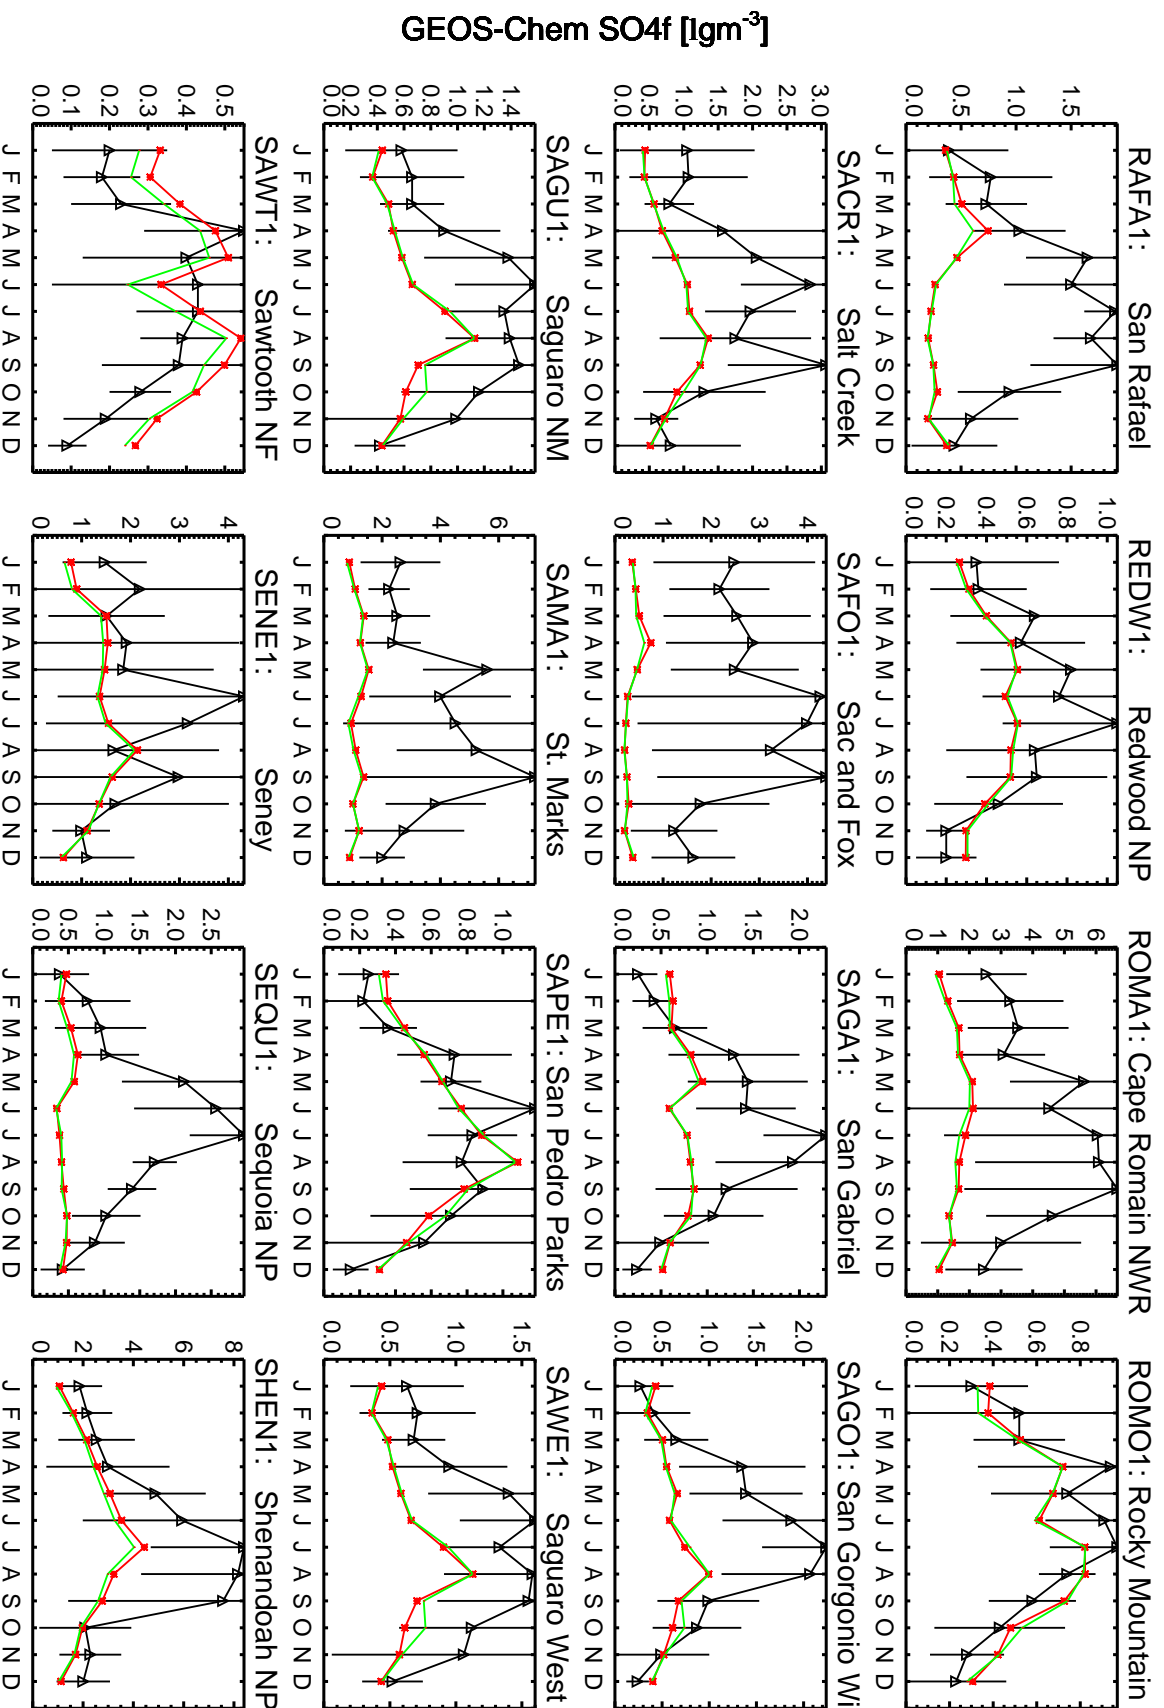 GEOS-Chem SO4f [1gm-3]
RAFA1: San Rafael
1.5
1.0
0.5
0.0
J F M A M J J A S O N D
REDW1: Redwood NP
1.0
0.8
0.6
0.4
0.2
0.0
J F M A M J J A S O N D
ROMA1: Cape Romain NWR
6
5
4
3
2
1
0
J F M A M J J A S O N D
ROMO1: Rocky Mountain
0.8
0.6
0.4
0.2
0.0
J F M A M J J A S O N D
SACR1: Salt Creek
3.0
2.5
2.0
1.5
1.0
0.5
0.0
J F M A M J J A S O N D
SAFO1: Sac and Fox
4
3
2
1
0
J F M A M J J A S O N D
SAGA1: San Gabriel
2.0
1.5
1.0
0.5
0.0
J F M A M J J A S O N D
SAGO1: San Gorgonio Wi
2.0
1.5
1.0
0.5
0.0
J F M A M J J A S O N D
SAGU1: Saguaro NM
1.4
1.2
1.0
0.8
0.6
0.4
0.2
0.0
J F M A M J J A S O N D
SAMA1: St. Marks
6
4
2
0
J F M A M J J A S O N D
SAPE1: San Pedro Parks
1.0
0.8
0.6
0.4
0.2
0.0
J F M A M J J A S O N D
SAWE1: Saguaro West
1.5
1.0
0.5
0.0
J F M A M J J A S O N D
SAWT1: Sawtooth NF
0.5
0.4
0.3
0.2
0.1
0.0
J F M A M J J A S O N D
SENE1: Seney
4
3
2
1
0
J F M A M J J A S O N D
SEQU1: Sequoia NP
2.5
2.0
1.5
1.0
0.5
0.0
J F M A M J J A S O N D
SHEN1: Shenandoah NP
8
6
4
2
0
J F M A M J J A S O N D